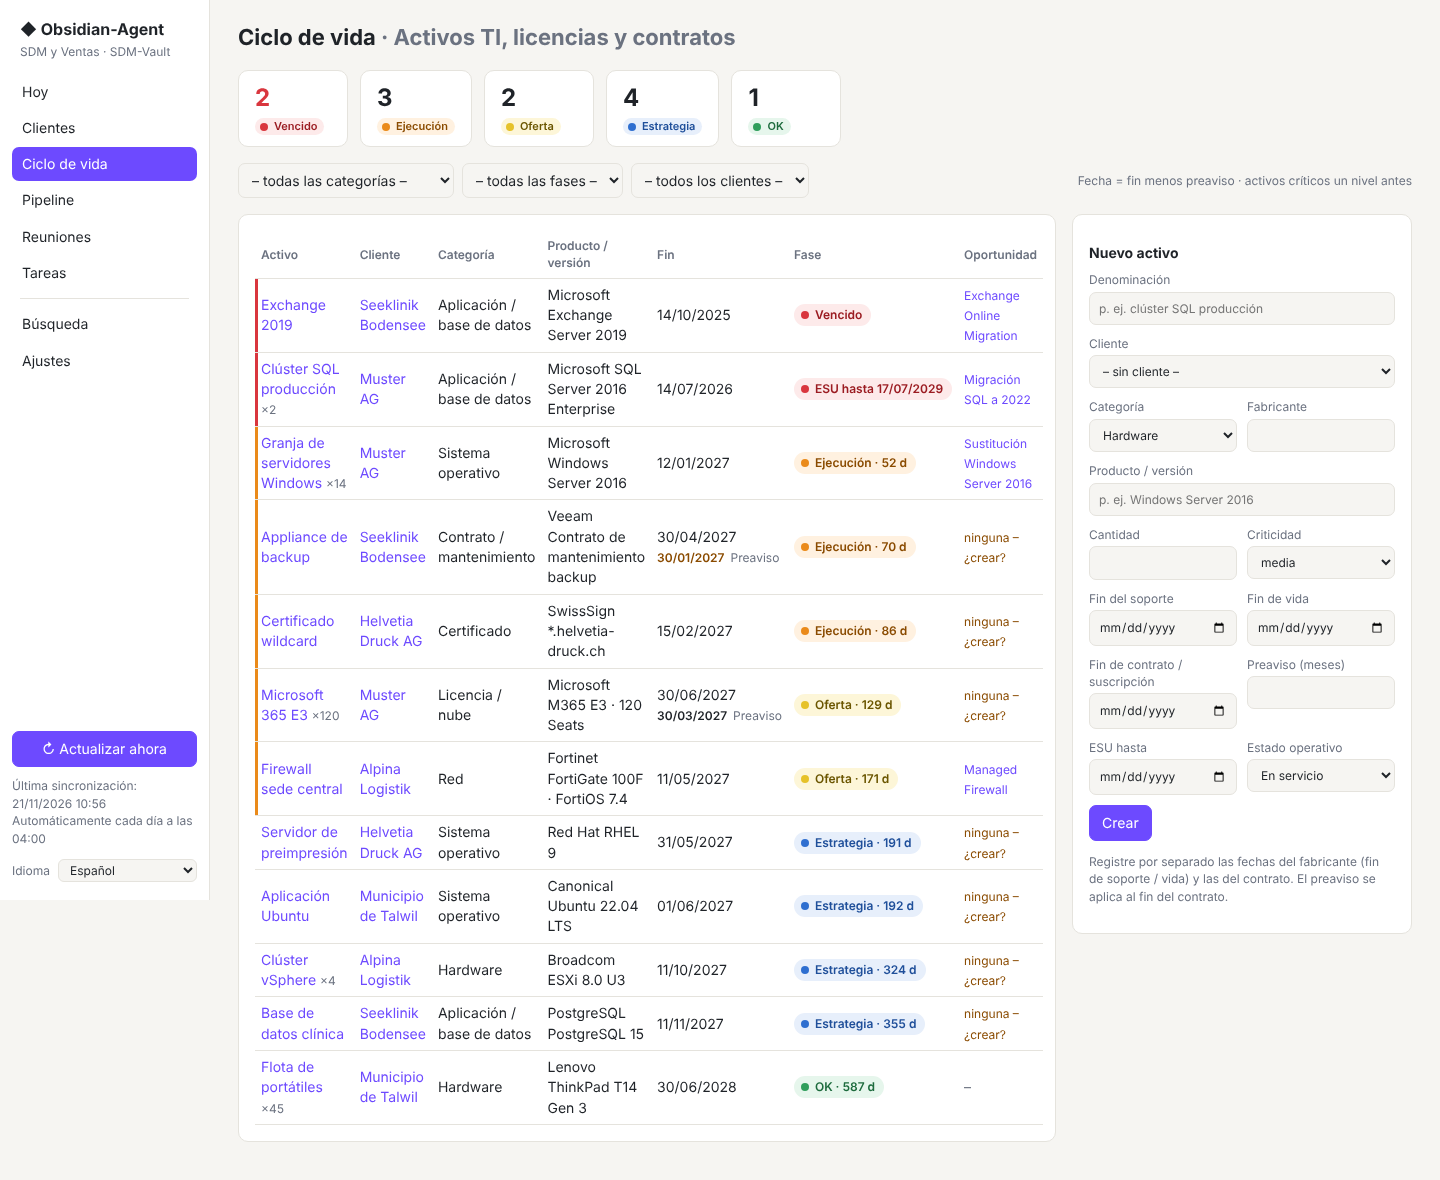 ◆ Obsidian-Agent
SDM y Ventas · SDM-Vault
Hoy
Clientes
Ciclo de vida
Pipeline
Reuniones
Tareas
Búsqueda
Ajustes
↻ Actualizar ahora
Última sincronización:
21/11/2026 10:56
Automáticamente cada día a las
04:00
Idioma Español
Ciclo de vida · Activos TI, licencias y contratos
2
Vencido
3
Ejecución
2
Oferta
4
Estrategia
1
OK
– todas las categorías –
– todas las fases –
– todos los clientes –
Fecha = fin menos preaviso · activos críticos un nivel antes
Activo
Cliente
Categoría
Producto /
versión
Fin
Fase
Oportunidad
Exchange
2019
Seeklinik
Bodensee
Aplicación /
base de datos
Microsoft
Exchange
Server 2019
14/10/2025
Vencido
Exchange
Online
Migration
Clúster SQL
producción
×2
Muster
AG
Aplicación /
base de datos
Microsoft SQL
Server 2016
Enterprise
14/07/2026
ESU hasta 17/07/2029
Migración
SQL a 2022
Granja de
servidores
Windows ×14
Muster
AG
Sistema
operativo
Microsoft
Windows
Server 2016
12/01/2027
Ejecución · 52 d
Sustitución
Windows
Server 2016
Appliance de
backup
Seeklinik
Bodensee
Contrato /
mantenimiento
Veeam
Contrato de
mantenimiento
backup
30/04/2027
30/01/2027 Preaviso
Ejecución · 70 d
ninguna –
¿crear?
Certificado
wildcard
Helvetia
Druck AG
Certificado
SwissSign
*.helvetia-
druck.ch
15/02/2027
Ejecución · 86 d
ninguna –
¿crear?
Microsoft
365 E3 ×120
Muster
AG
Licencia /
nube
Microsoft
M365 E3 · 120
Seats
30/06/2027
30/03/2027 Preaviso
Oferta · 129 d
ninguna –
¿crear?
Firewall
sede central
Alpina
Logistik
Red
Fortinet
FortiGate 100F
· FortiOS 7.4
11/05/2027
Oferta · 171 d
Managed
Firewall
Servidor de
preimpresión
Helvetia
Druck AG
Sistema
operativo
Red Hat RHEL
9
31/05/2027
Estrategia · 191 d
ninguna –
¿crear?
Aplicación
Ubuntu
Municipio
de Talwil
Sistema
operativo
Canonical
Ubuntu 22.04
LTS
01/06/2027
Estrategia · 192 d
ninguna –
¿crear?
Clúster
vSphere ×4
Alpina
Logistik
Hardware
Broadcom
ESXi 8.0 U3
11/10/2027
Estrategia · 324 d
ninguna –
¿crear?
Base de
datos clínica
Seeklinik
Bodensee
Aplicación /
base de datos
PostgreSQL
PostgreSQL 15
11/11/2027
Estrategia · 355 d
ninguna –
¿crear?
Flota de
portátiles
×45
Municipio
de Talwil
Hardware
Lenovo
ThinkPad T14
Gen 3
30/06/2028
OK · 587 d
–
Nuevo activo
Denominación
p. ej. clúster SQL producción
Cliente
– sin cliente –
Categoría
Fabricante
Hardware
Producto / versión
p. ej. Windows Server 2016
Cantidad
Criticidad
media
Fin del soporte
Fin de vida
mm/dd/yyyy
mm/dd/yyyy
Fin de contrato /
suscripción
Preaviso (meses)
mm/dd/yyyy
ESU hasta
Estado operativo
mm/dd/yyyy
En servicio
Crear
Registre por separado las fechas del fabricante (fin
de soporte / vida) y las del contrato. El preaviso se
aplica al fin del contrato.